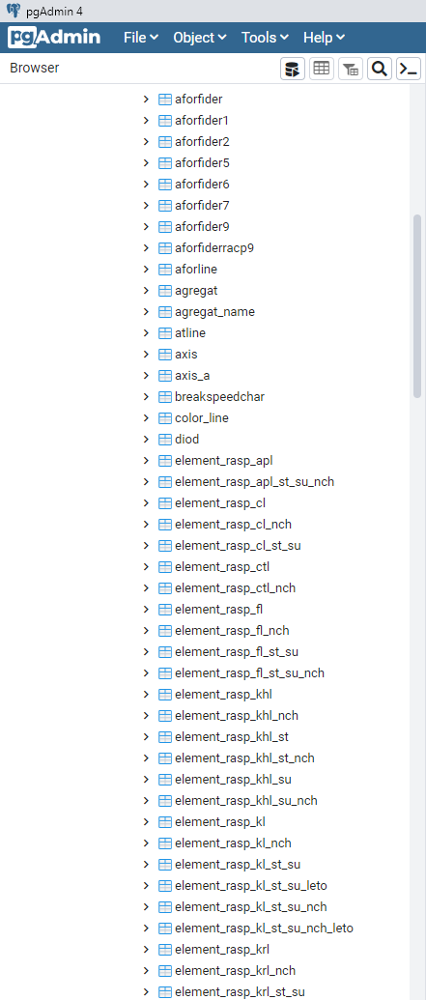 pgAdmin 4
pgAdmin File Object Tools Help
Browser
aforfider
aforfider1
aforfider2
aforfider5
aforfider6
aforfider7
aforfider9
aforfiderracp9
aforline
agregat
agregat_name
atline
axis
axis_a
breakspeedchar
color_line
diod
element_rasp_apl
element_rasp_apl_st_su_nch
element_rasp_cl
element_rasp_cl_nch
element_rasp_cl_st_su
element_rasp_ctl
element_rasp_ctl_nch
element_rasp_fl
element_rasp_fl_nch
element_rasp_fl_st_su
element_rasp_fl_st_su_nch
element_rasp_khl
element_rasp_khl_nch
element_rasp_khl_st
element_rasp_khl_st_nch
element_rasp_khl_su
element_rasp_khl_su_nch
element_rasp_kl
element_rasp_kl_nch
element_rasp_kl_st_su
element_rasp_kl_st_su_leto
element_rasp_kl_st_su_nch
element_rasp_kl_st_su_nch_leto
element_rasp_krl
element_rasp_krl_nch
element_rasp_krl_st_su